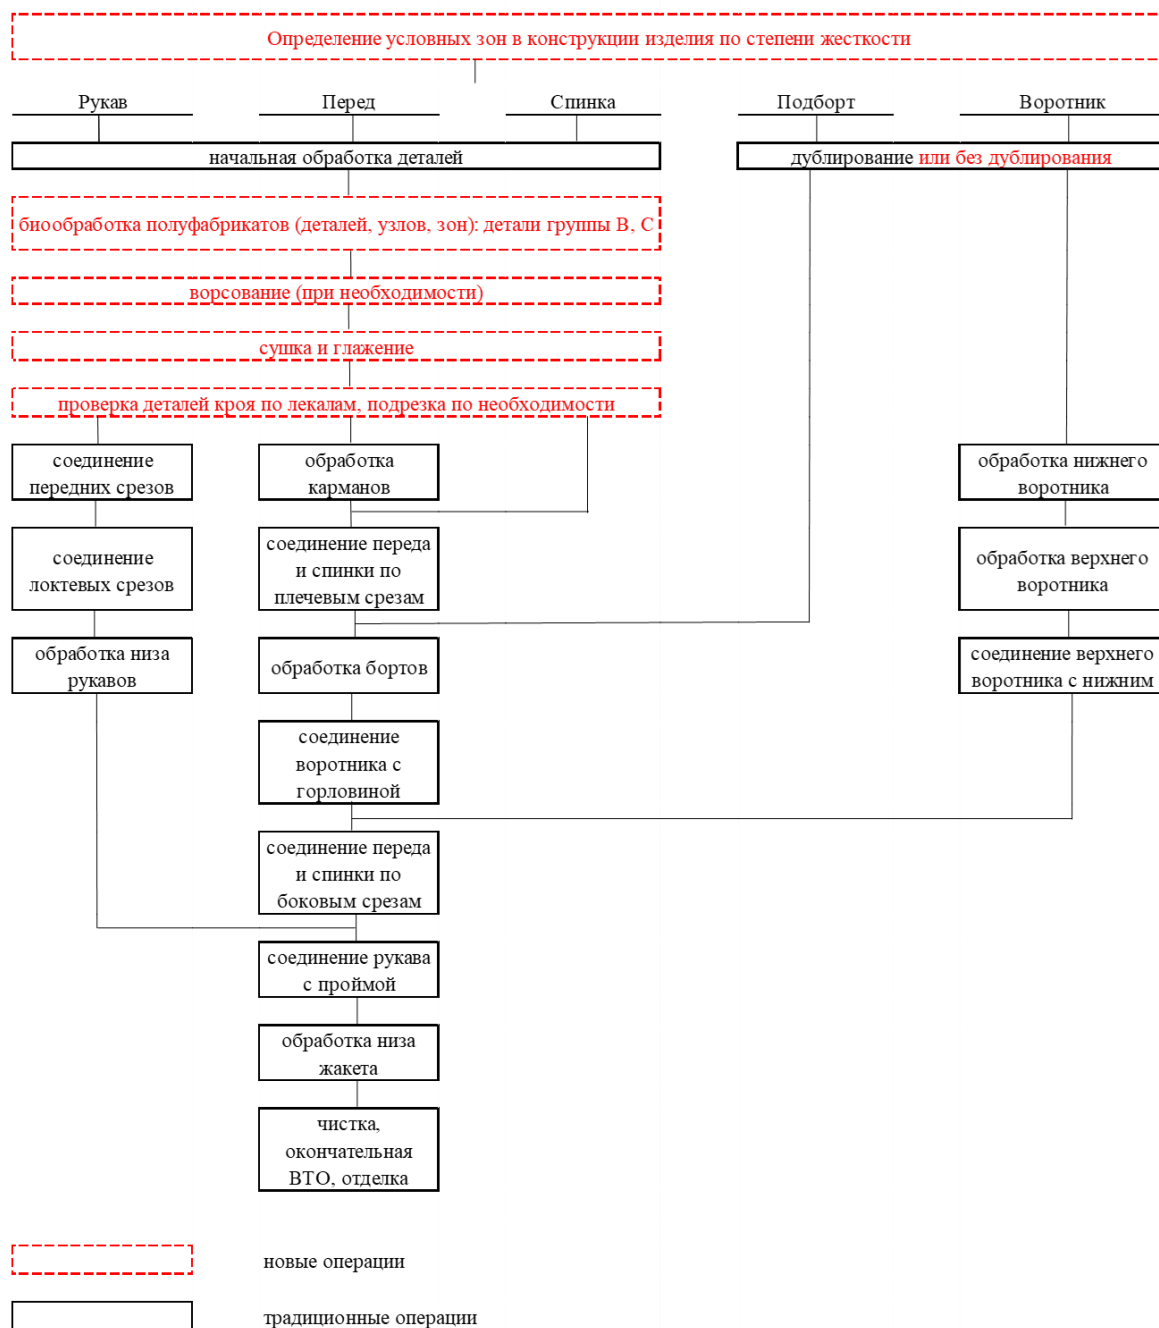 Определение условных зон в конструкции изделия по степени жесткости
Рукав
Перед
Спинка
Подборт
Воротник
начальная обработка деталей
дублирование или без дублирования
биообработка полуфабрикатов (деталей, узлов, зон): детали группы В, С
ворсование (при необходимости)
сушка и глажение
проверка деталей кроя по лекалам, подрезка по необходимости
соединение
передних срезов
обработка
карманов
обработка нижнего
воротника
соединение
локтевых срезов
соединение переда
и спинки по
плечевым срезам
обработка верхнего
воротника
обработка низа
рукавов
обработка бортов
соединение верхнего
воротника с нижним
соединение
воротника с
горловиной
соединение переда
и спинки по
боковым срезам
соединение рукава
с проймой
обработка низа
жакета
чистка,
окончательная
ВТО, отделка
новые операции
традиционные операции